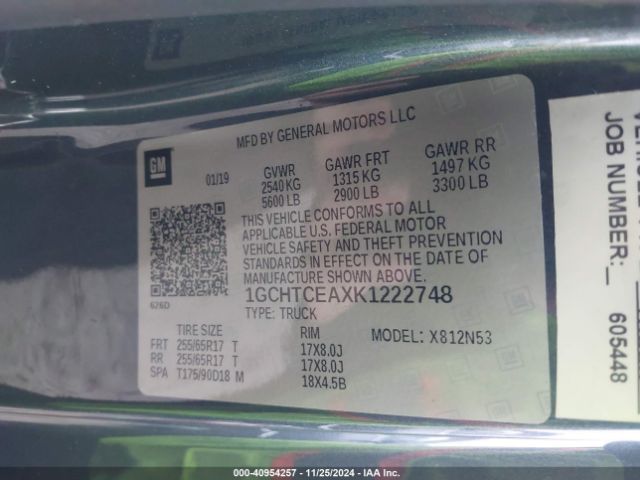 MFD BY GENERAL MOTORS LLC
GM
01/19
GVWR
2540 KG
5600 LB
GAWR FRT
1315 KG
2900 LB
GAWR RR
1497 KG
3300 LB
THIS VEHICLE CONFORMS TO ALL
APPLICABLE U.S. FEDERAL MOTOR
VEHICLE SAFETY AND THEFT PREVENTION
STANDARDS IN EFFECT ON THE DATE OF
MANUFACTURE SHOWN ABOVE.
626D
1GCHTCEAXK1222748
TYPE: TRUCK
MODEL: X812N53
TIRE SIZE RIM
FRT 255/65R17 T 17X8.0J
RR 255/65R17 T 17X8.0J
SPA T175/90D18 M 18X4.5B
JOB NUMBER:_
605448
000-40954257 - 11/25/2024 - IAA Inc.